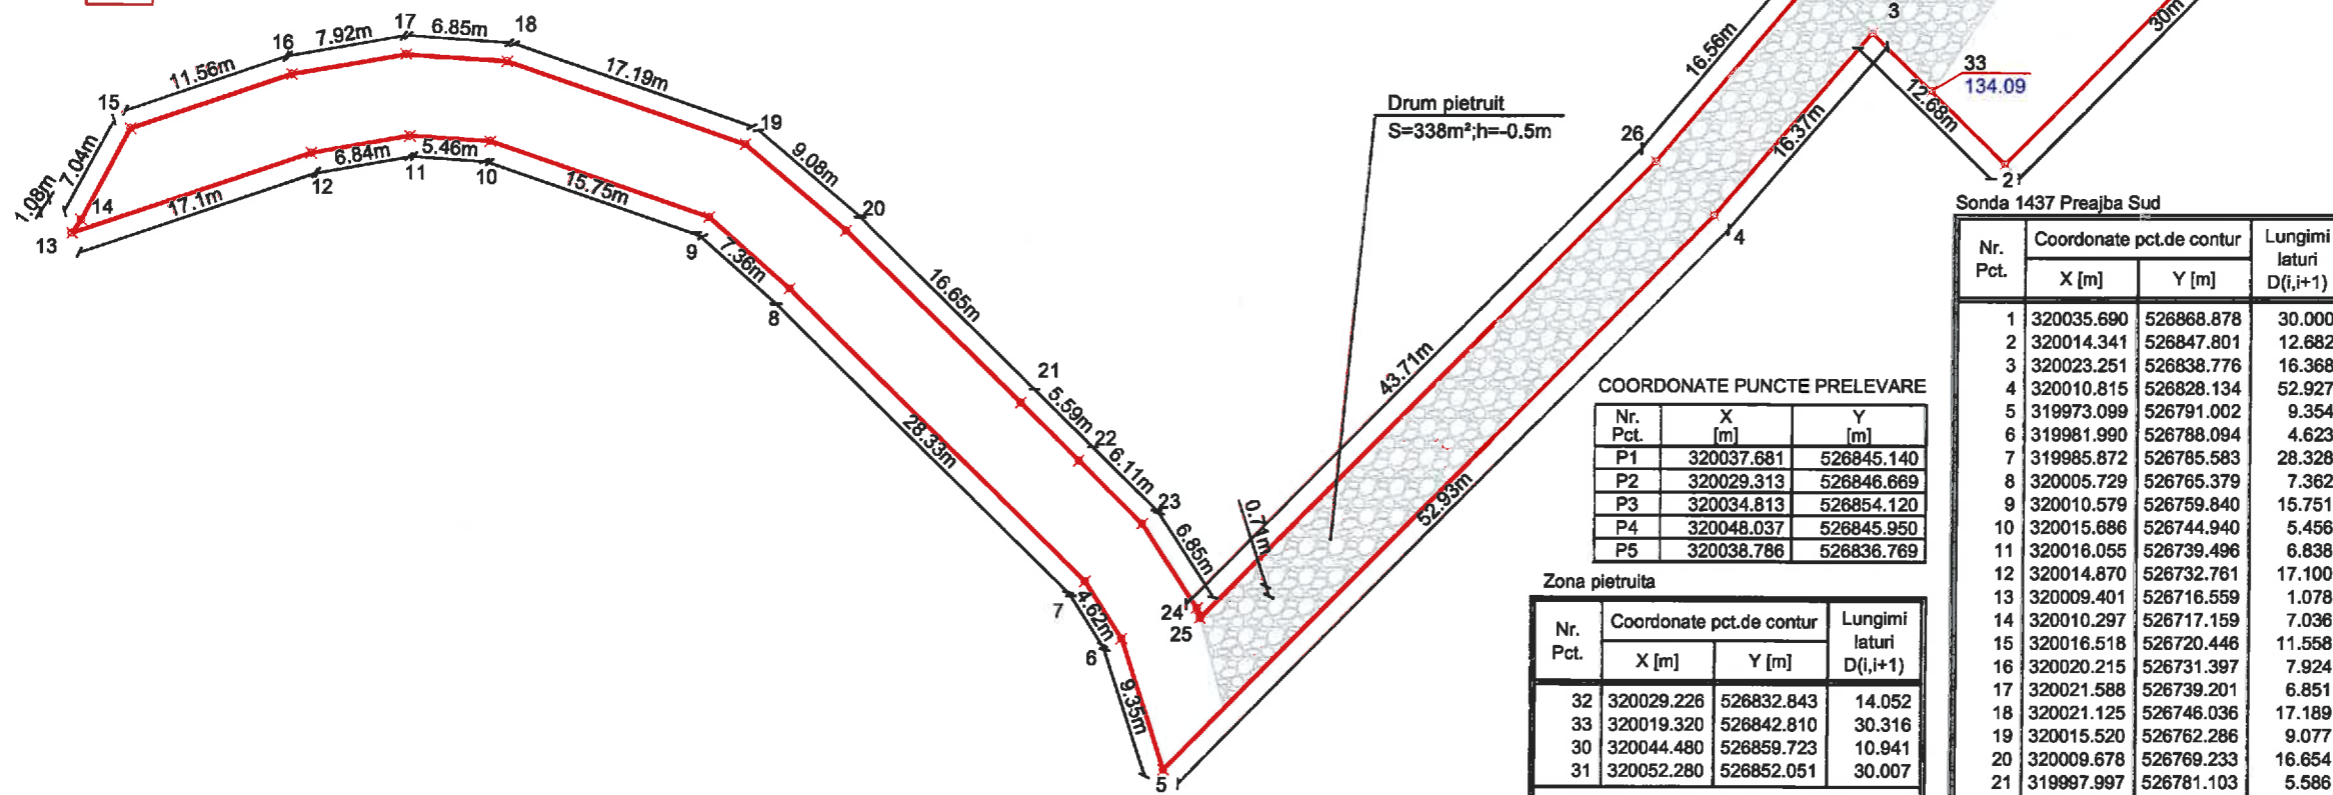 17
6.85m
18
7.92m
16
11.56m
17.19m
15
19
7.04m
1.08m
14
13
17.1m
12
6.84m
11
5.46m
10
15.75m
9.08m
20
9
7.36m
8
16.65m
21
5.59m
22
6.11m
23
28.33m
6.85m
0.71m
24
25
7
4.62m
6
9.35m
5
Drum pietruit
S=338m²;h=-0.5m
16.56m
26
43.71m
52.93m
3
33
134.09
12.68m
16.37m
30m
2
4
COORDONATE PUNCTE PRELEVARE
Nr. Pct. X [m] Y [m]
P1 320037.681 526845.140
P2 320029.313 526846.669
P3 320034.813 526854.120
P4 320048.037 526845.950
P5 320038.786 526836.769
Zona pietruita
Nr. Pct. Coordonate pct.de contur Lungimi laturi D(i,i+1)
X [m] Y [m]
32 320029.226 526832.843 14.052
33 320019.320 526842.810 30.316
30 320044.480 526859.723 10.941
31 320052.280 526852.051 30.007
Sonda 1437 Preajba Sud
Nr. Pct. Coordonate pct.de contur Lungimi laturi D(i,i+1)
X [m] Y [m]
1 320035.690 526868.878 30.000
2 320014.341 526847.801 12.682
3 320023.251 526838.776 16.368
4 320010.815 526828.134 52.927
5 319973.099 526791.002 9.354
6 319981.990 526788.094 4.623
7 319985.872 526785.583 28.328
8 320005.729 526765.379 7.362
9 320010.579 526759.840 15.751
10 320015.686 526744.940 5.456
11 320016.055 526739.496 6.838
12 320014.870 526732.761 17.100
13 320009.401 526716.559 1.078
14 320010.297 526717.159 7.036
15 320016.518 526720.446 11.558
16 320020.215 526731.397 7.924
17 320021.588 526739.201 6.851
18 320021.125 526746.036 17.189
19 320015.520 526762.286 9.077
20 320009.678 526769.233 16.654
21 319997.997 526781.103 5.586